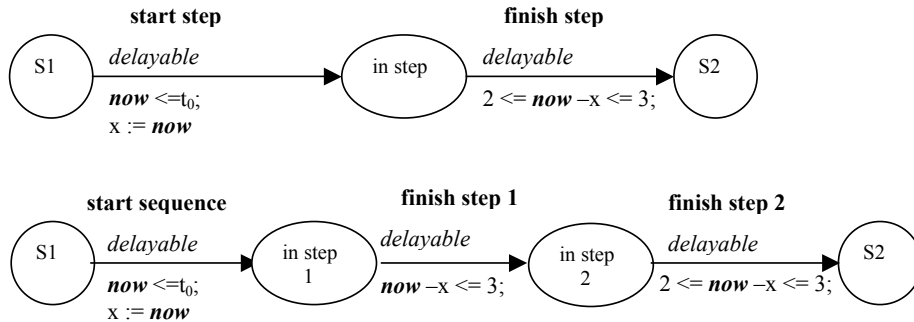 start step
finish step
S1
delayable
in step
delayable
S2
now <=t₀;
2 <= now –x <= 3;
x := now
start sequence
finish step 1
finish step 2
S1
delayable
in step
1
delayable
in step
2
delayable
S2
now <=t₀;
now –x <= 3;
2 <= now –x <= 3;
x := now